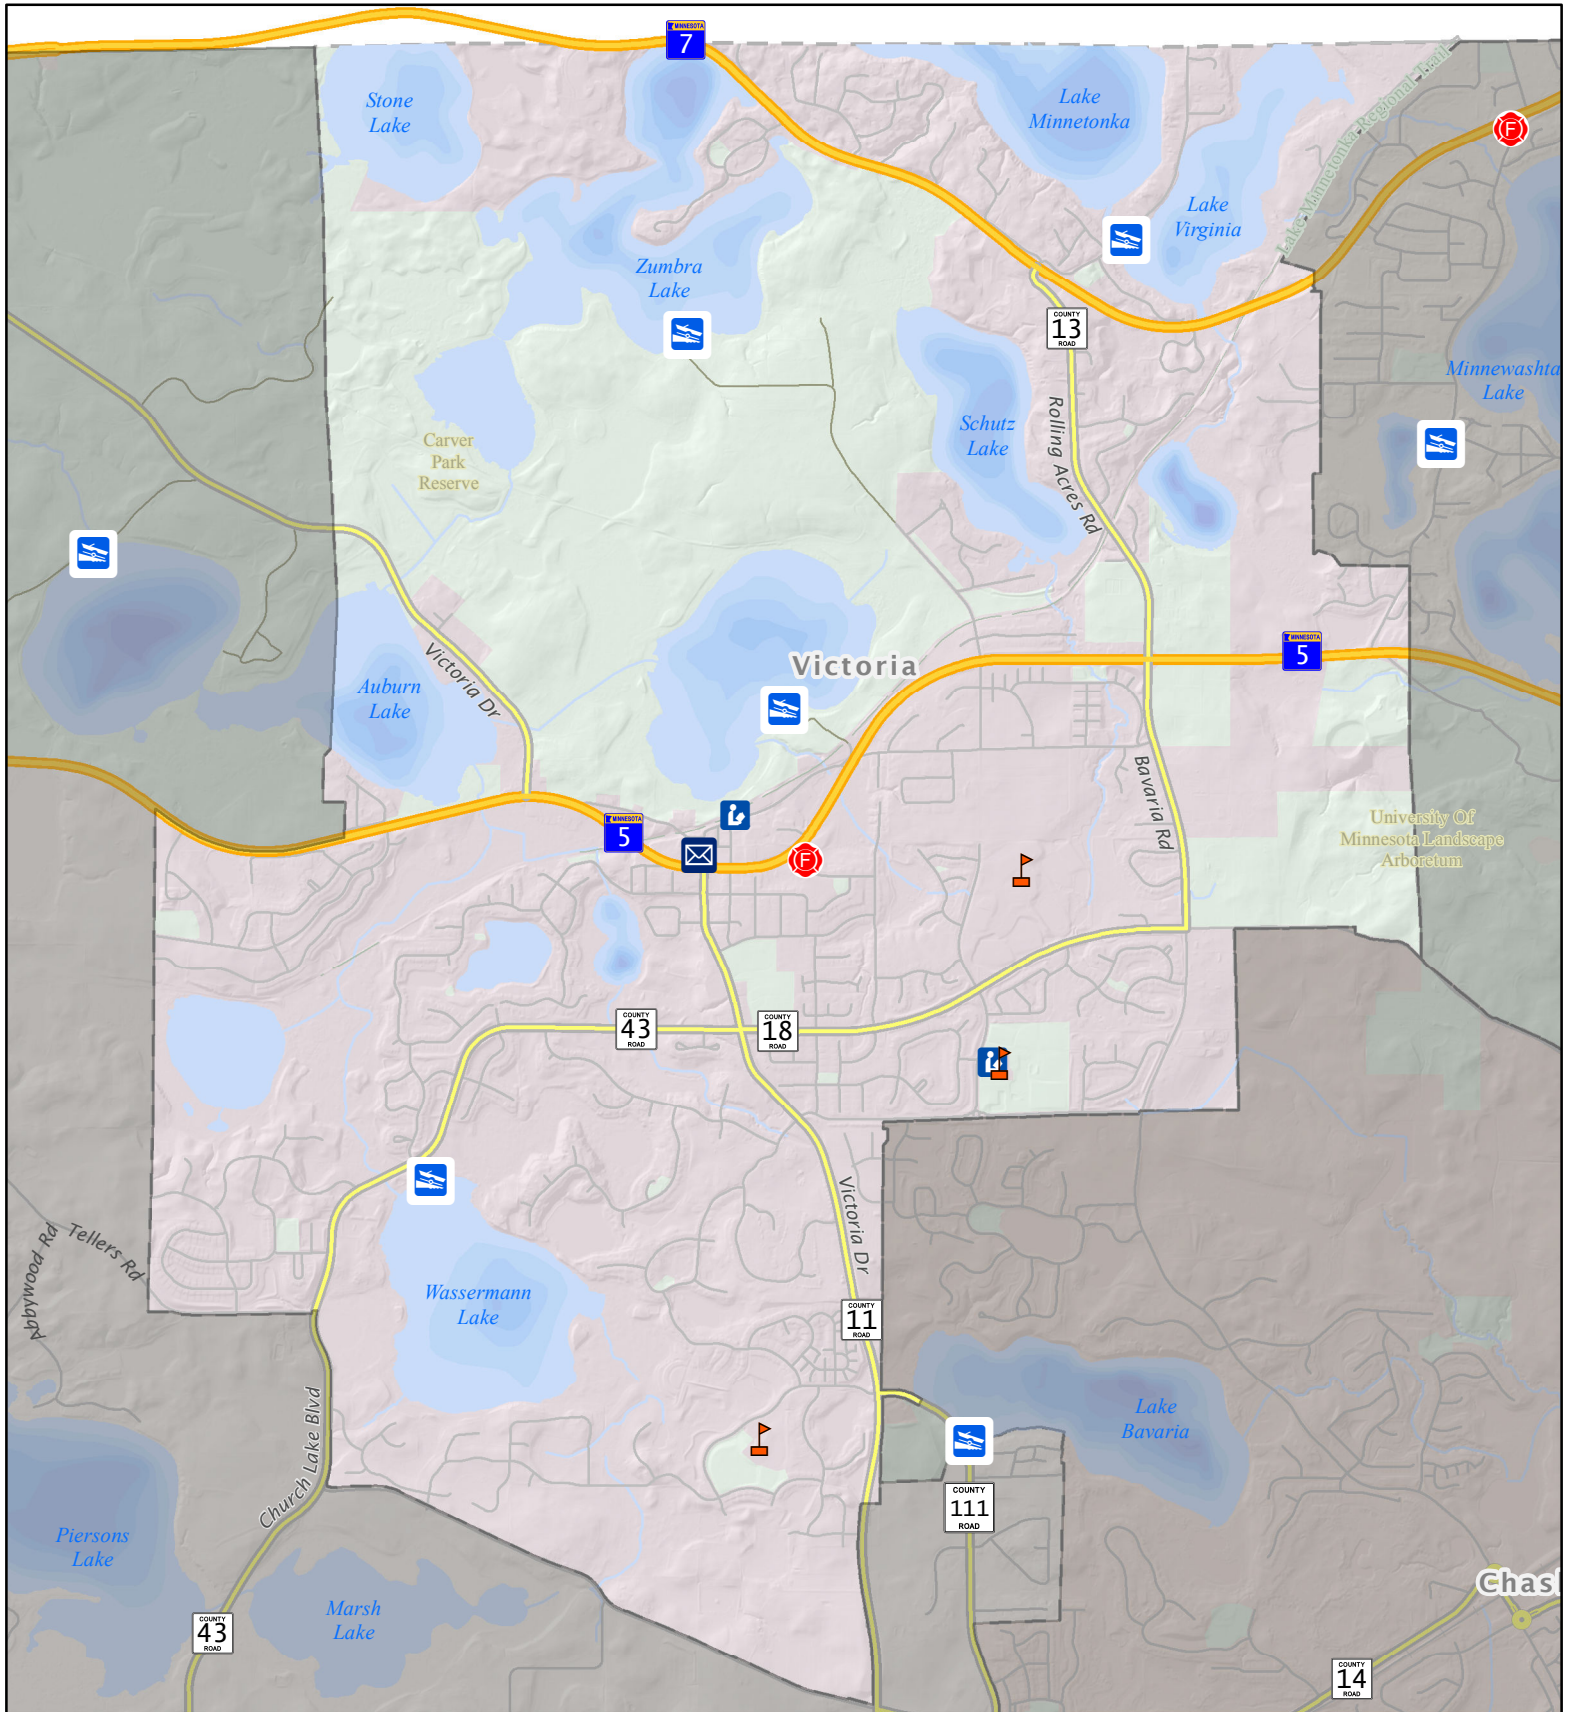 MINNESOTA
7
Stone
Lake
Lake
Minnetonka
Lake Minnetonka Regional Trail
F
Lake
Virginia
Zumbra
Lake
COUNTY
13
ROAD
Minnewashta
Lake
Rolling Acres Rd
Schutz
Lake
Carver
Park
Reserve
Victoria
MINNESOTA
5
Victoria Dr
Auburn
Lake
Bavaria Rd
MINNESOTA
5
University Of
Minnesota Landscape
Arboretum
F
COUNTY
43
ROAD
COUNTY
18
ROAD
Victoria Dr
Abbywood Rd
Tellers Rd
Wassermann
Lake
COUNTY
11
ROAD
Church Lake Blvd
Lake
Bavaria
COUNTY
111
ROAD
Piersons
Lake
Chas
Marsh
Lake
COUNTY
43
ROAD
COUNTY
14
ROAD